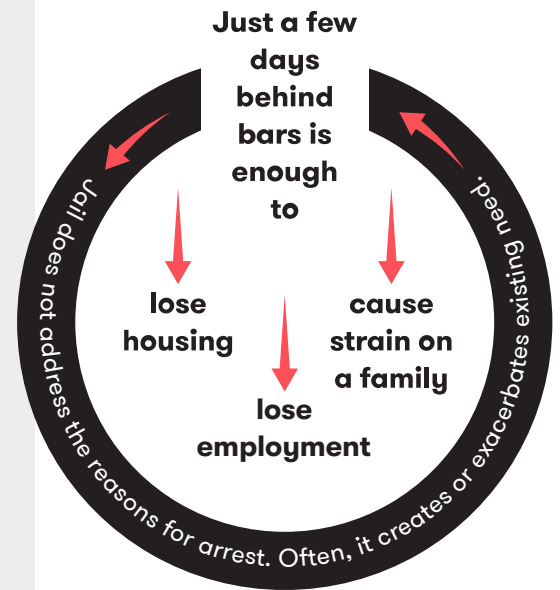 Just a few
days
behind
bars is
enough
to
lose
housing
cause
strain on
a family
lose
employment
Jail does not address the reasons for arrest. Often, it creates or exacerbates existing need.